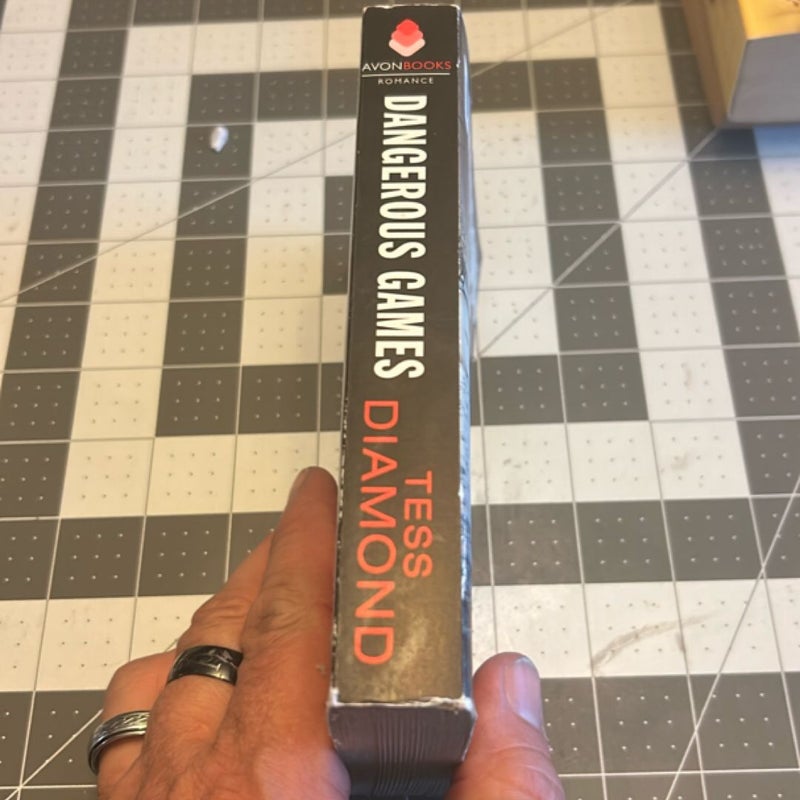 AVONBOOKS
ROMANCE
DANGEROUS GAMES
TESS
DIAMOND